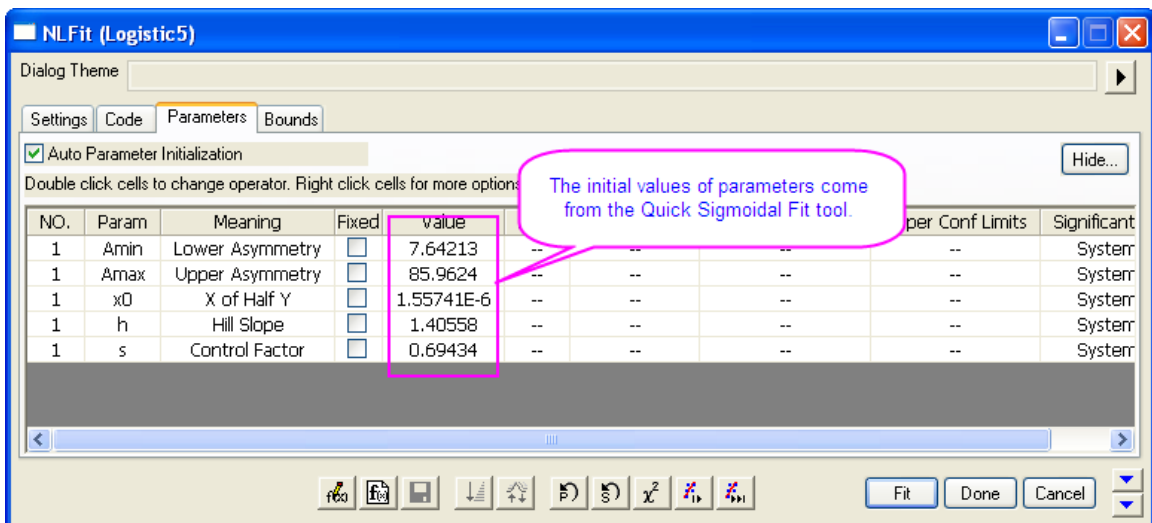 NLFit (Logistic5)
Dialog Theme
Settings Code Parameters Bounds
Auto Parameter Initialization
Hide...
Double click cells to change operator. Right click cells for more options
The initial values of parameters come
from the Quick Sigmoidal Fit tool.
NO. Param Meaning Fixed Value per Conf Limits Significant
1 Amin Lower Asymmetry 7.64213 -- -- -- -- System
1 Amax Upper Asymmetry 85.9624 -- -- -- -- System
1 x0 X of Half Y 1.55741E-6 -- -- -- -- System
1 h Hill Slope 1.40558 -- -- -- -- System
1 s Control Factor 0.69434 -- -- -- -- System
Fit Done Cancel